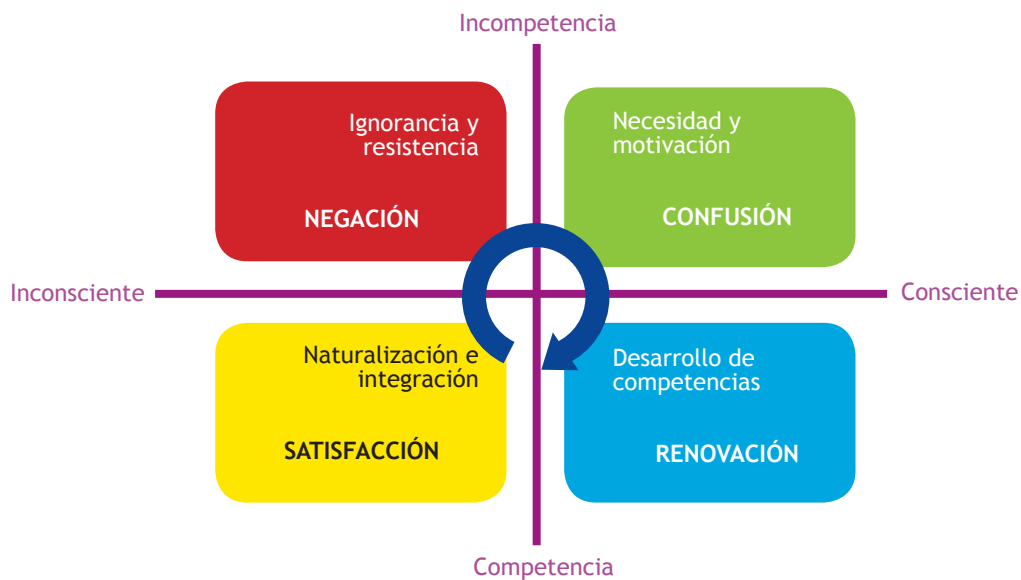 Incompetencia
Ignorancia y
resistencia
NEGACIÓN
Necesidad y
motivación
CONFUSIÓN
Inconsciente
Consciente
Naturalización e
integración
SATISFACCIÓN
Desarrollo de
competencias
RENOVACIÓN
Competencia